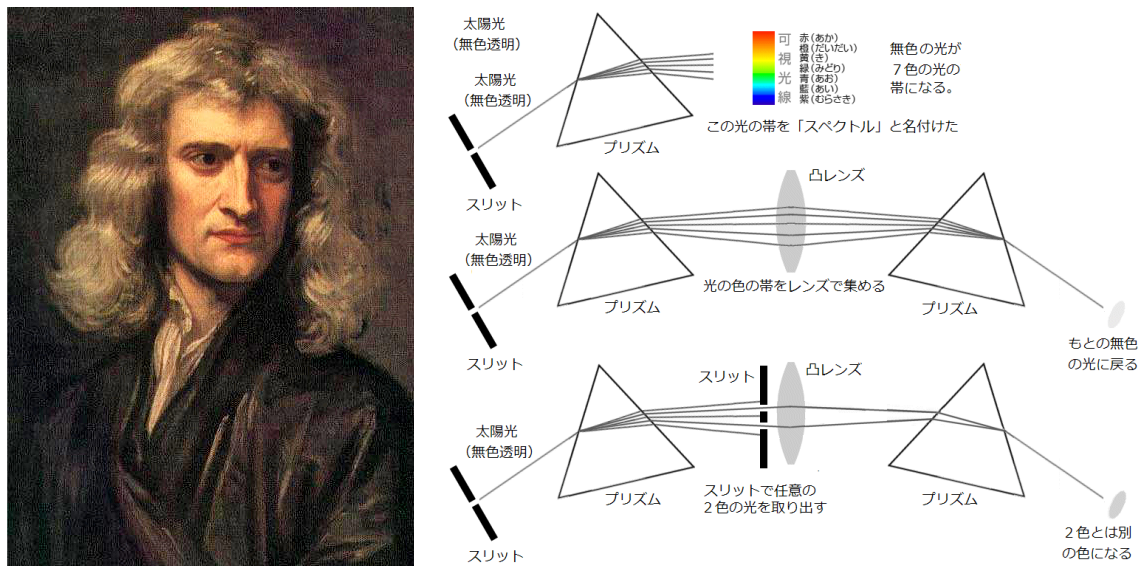 太陽光
（無色透明）
太陽光
（無色透明）
スリット
プリズム
可
視
光
線
赤(あか)
橙(だいだい)
黄(き)
緑(みどり)
青(あお)
藍(あい)
紫(むらさき)
無色の光が
７色の光の
帯になる。
この光の帯を「スペクトル」と名付けた
太陽光
（無色透明）
スリット
プリズム
凸レンズ
光の色の帯をレンズで集める
プリズム
もとの無色
の光に戻る
太陽光
（無色透明）
スリット
プリズム
スリット
凸レンズ
スリットで任意の
２色の光を取り出す
プリズム
２色とは別
の色になる